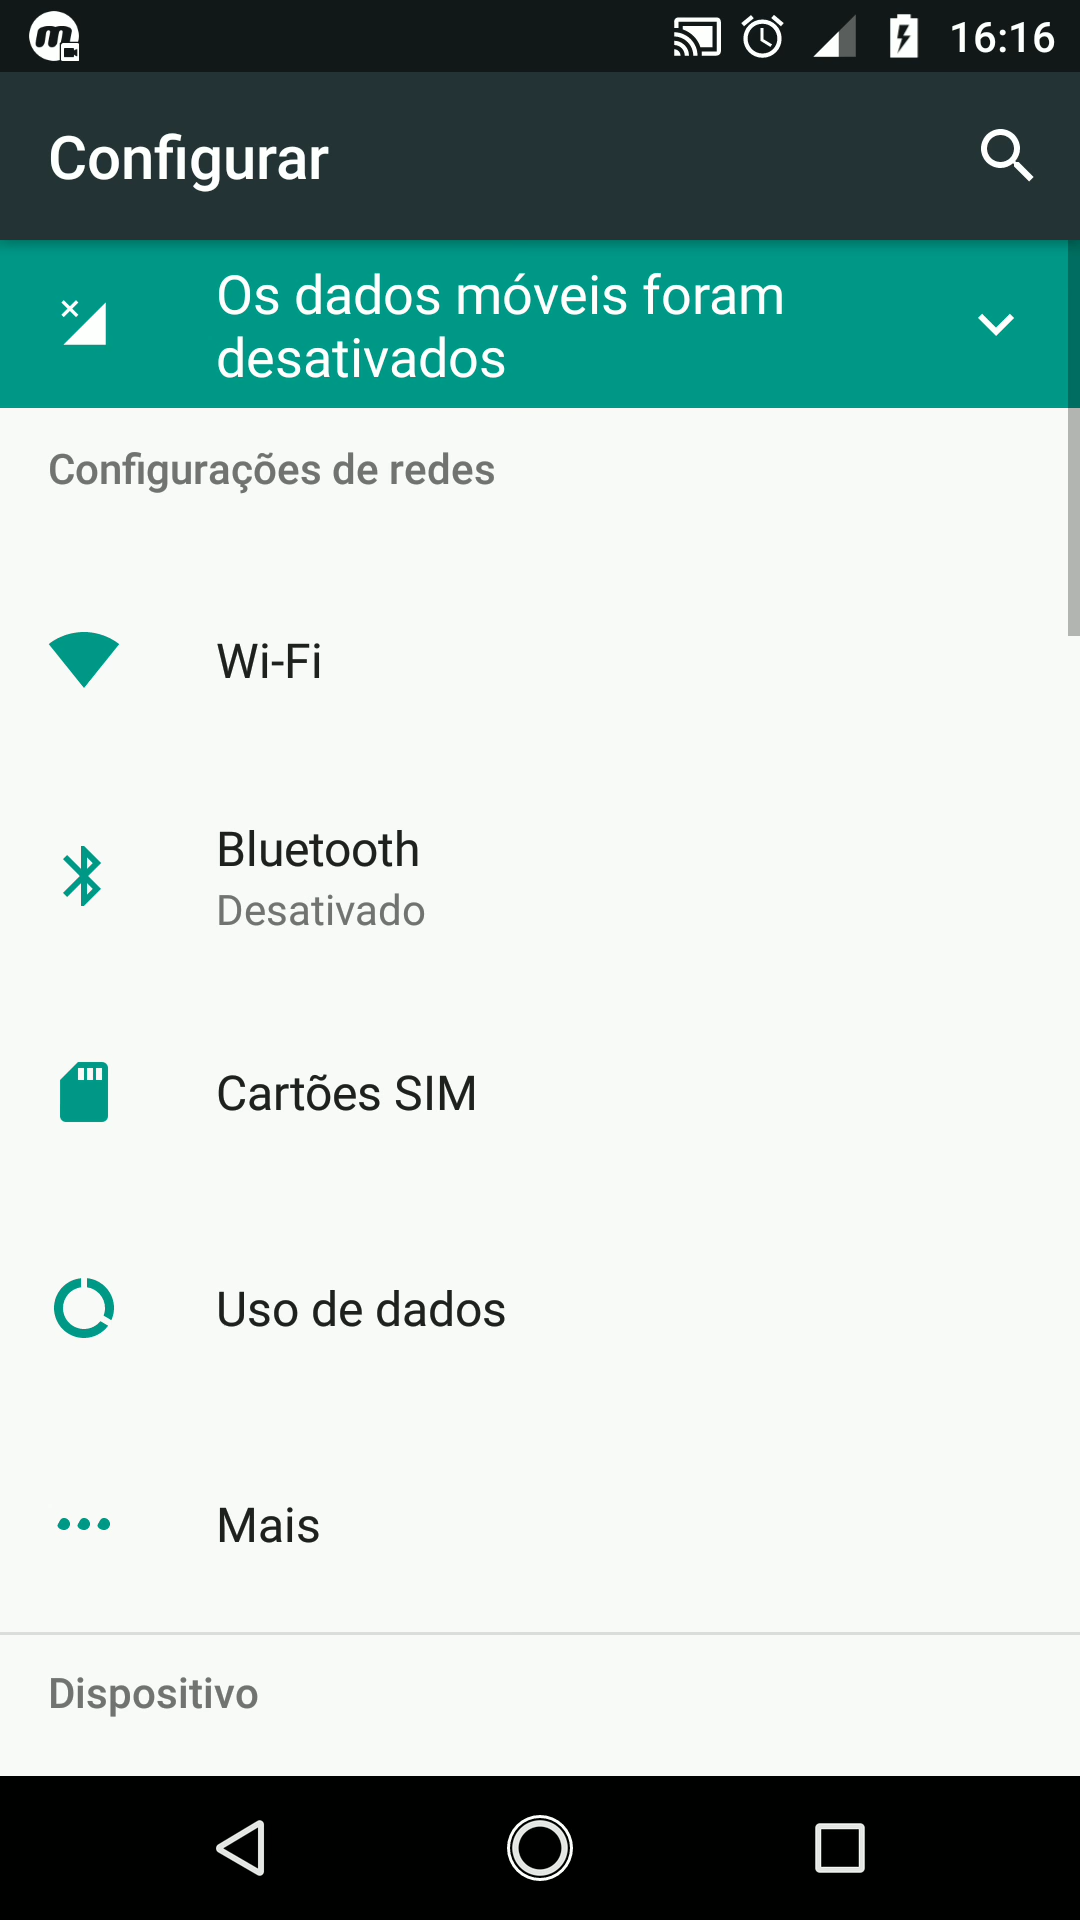 16:16
Configurar
Os dados móveis foram
desativados
Configurações de redes
Wi-Fi
Bluetooth
Desativado
Cartões SIM
Uso de dados
Mais
Dispositivo